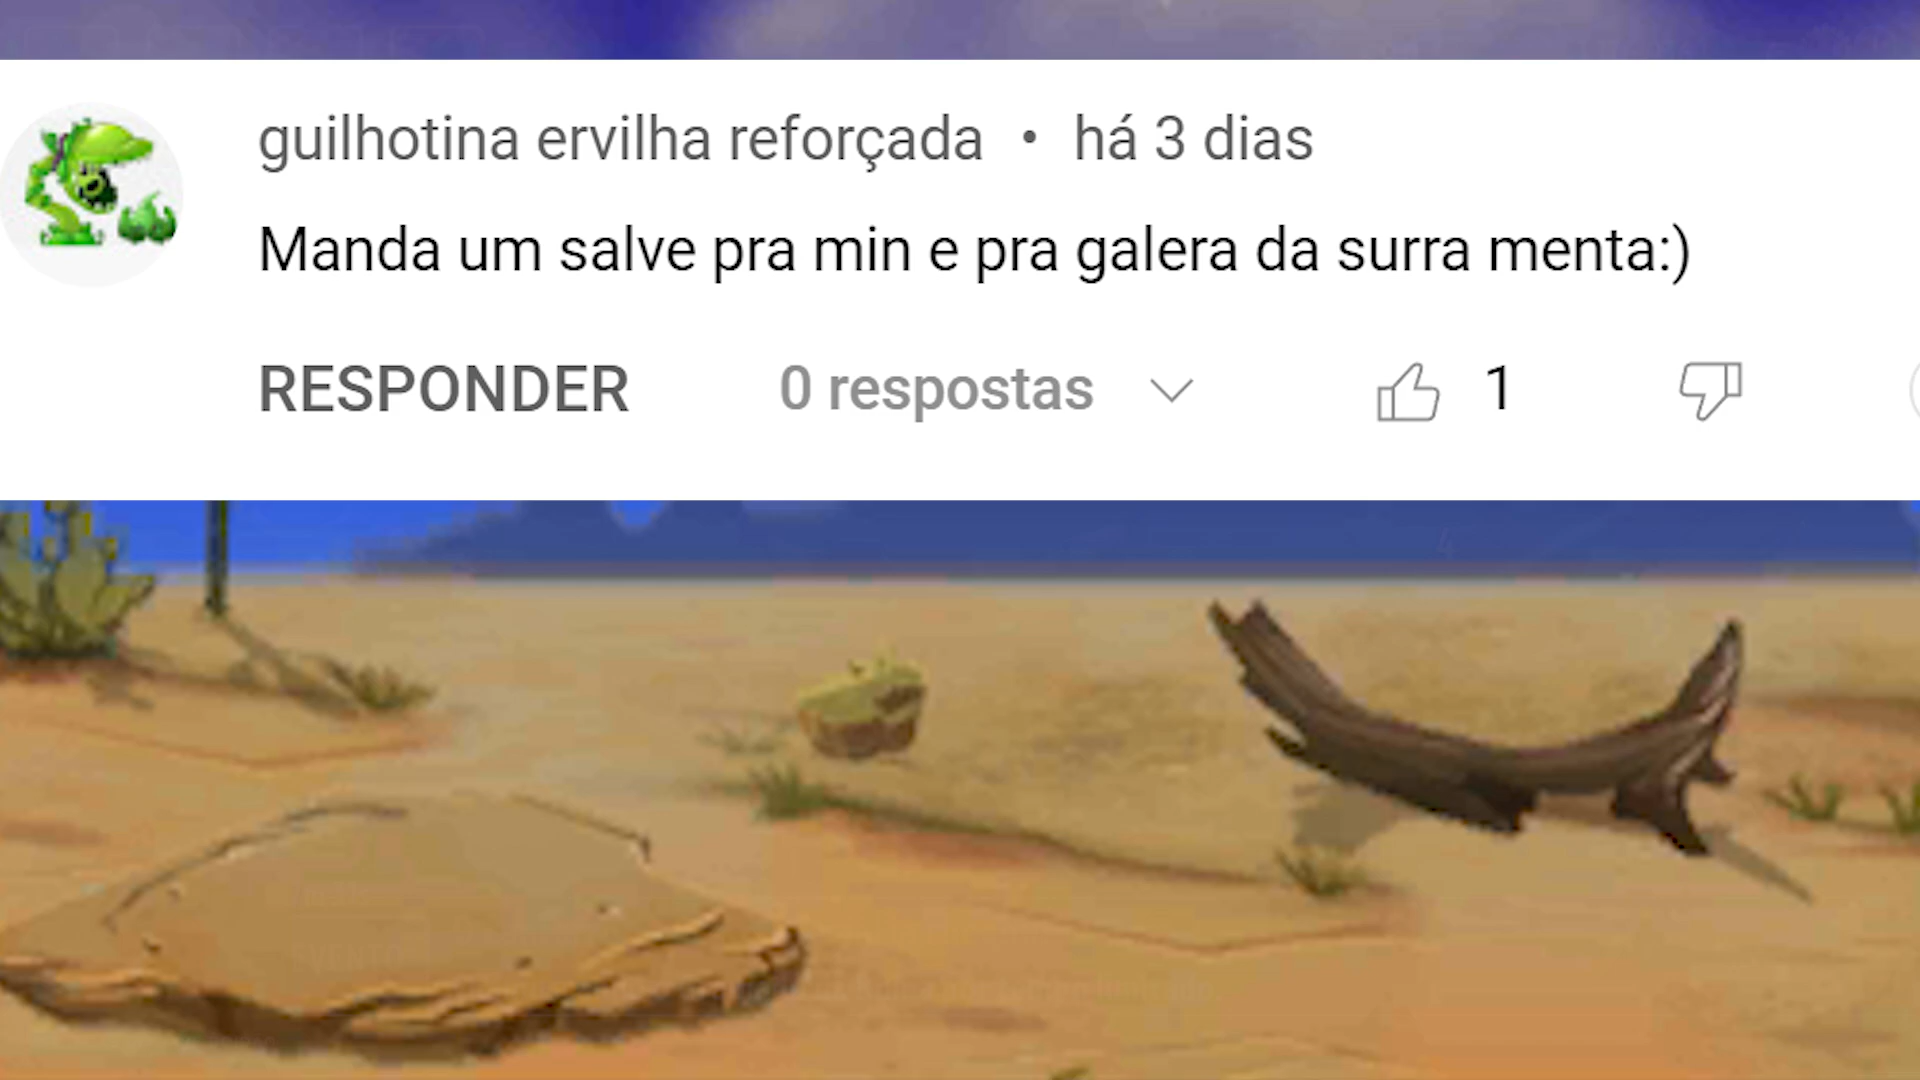 guilhotina ervilha reforçada • há 3 dias
Manda um salve pra min e pra galera da surra menta:)
RESPONDER 0 respostas 1